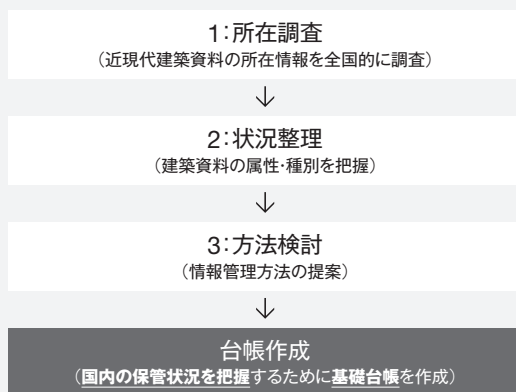 1：所在調査
（近現代建築資料の所在情報を全国的に調査）
↓
2：状況整理
（建築資料の属性・種別を把握）
↓
3：方法検討
（情報管理方法の提案）
↓
台帳作成
（国内の保管状況を把握するために基礎台帳を作成）